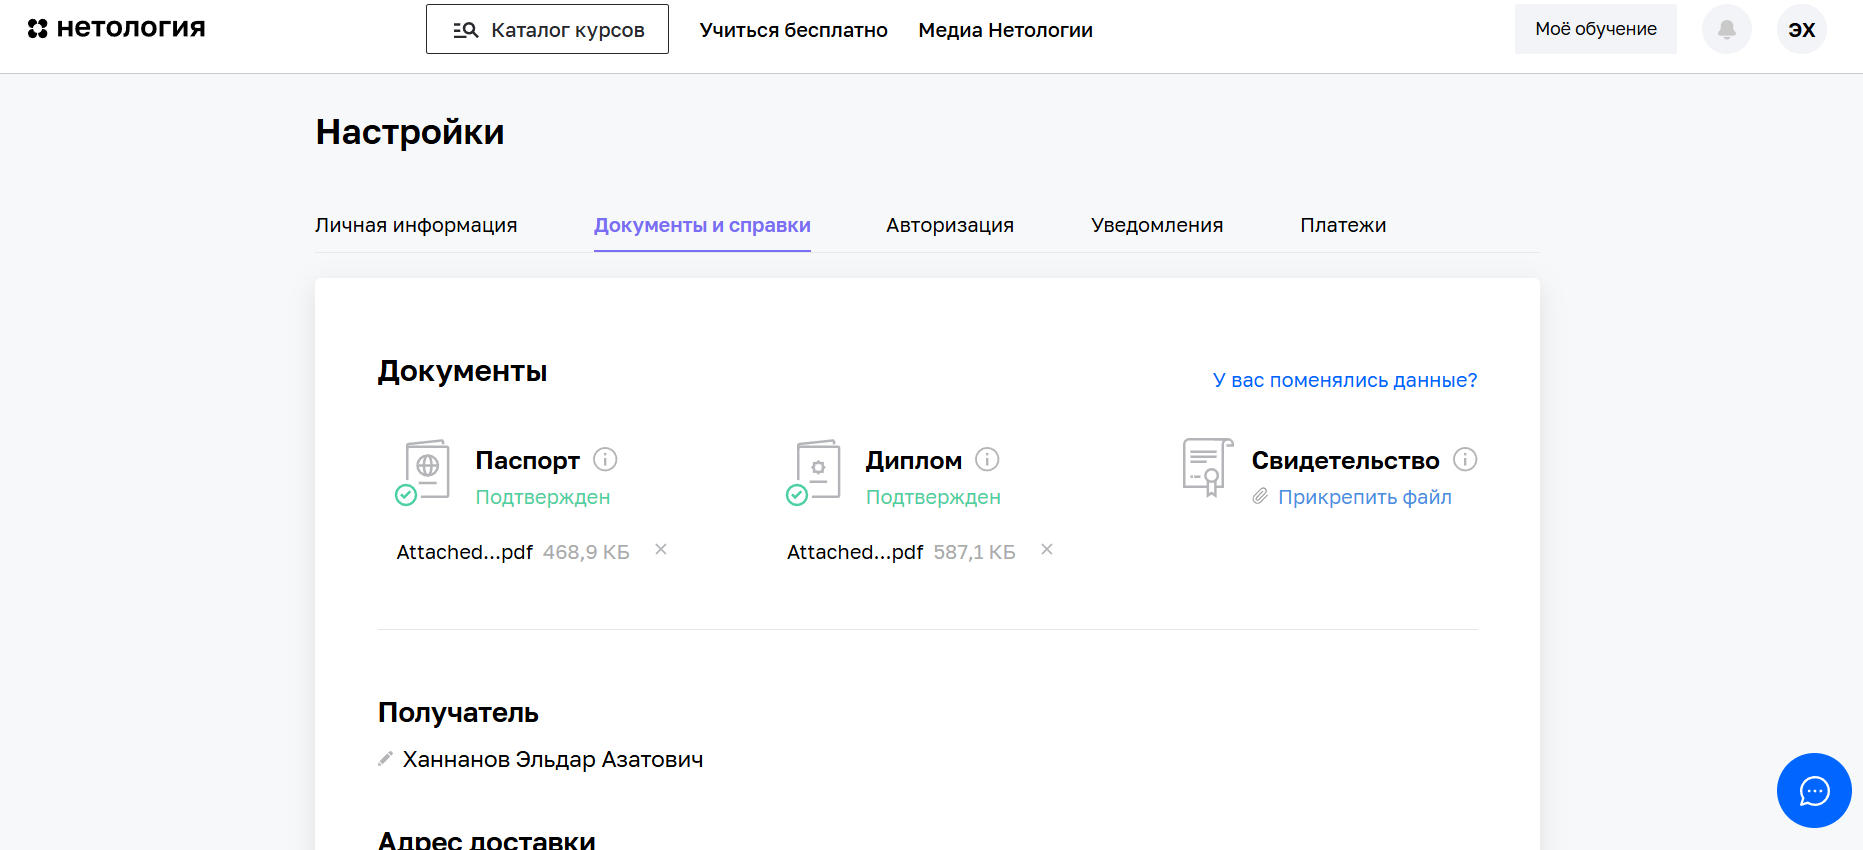 нетология
Каталог курсов
Учиться бесплатно
Медиа Нетологии
Моё обучение
ЭХ
Настройки
Личная информация
Документы и справки
Авторизация
Уведомления
Платежи
Документы
У вас поменялись данные?
Паспорт
Подтвержден
Attached...pdf 468,9 КБ
Диплом
Подтвержден
Attached...pdf 587,1 КБ
Свидетельство
Прикрепить файл
Получатель
Ханнанов Эльдар Азатович
Адрес доставки